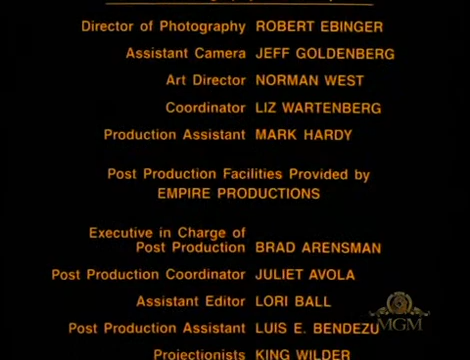 Director of Photography ROBERT EBINGER
Assistant Camera JEFF GOLDENBERG
Art Director NORMAN WEST
Coordinator LIZ WARTENBERG
Production Assistant MARK HARDY
Post Production Facilities Provided by
EMPIRE PRODUCTIONS
Executive in Charge of
Post Production BRAD ARENSMAN
Post Production Coordinator JULIET AVOLA
Assistant Editor LORI BALL
Post Production Assistant LUIS E. BENDEZU
Projectionists KING WILDER
MGM